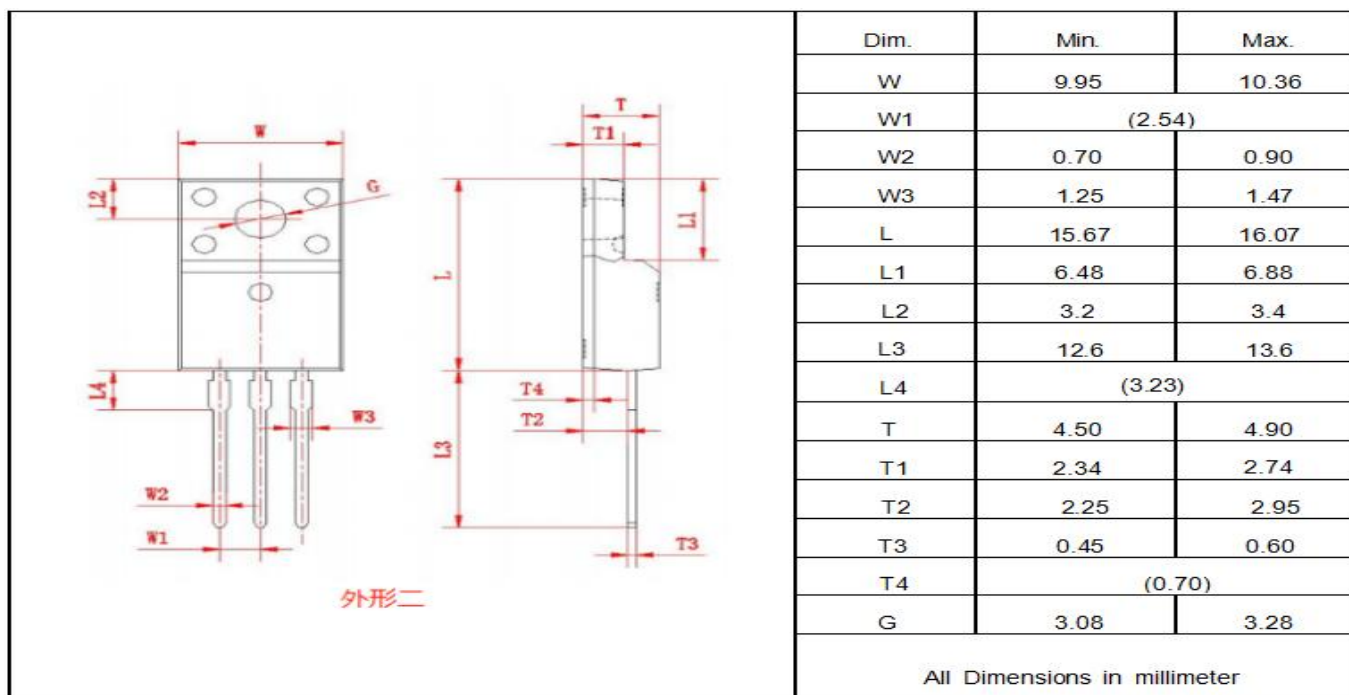 T
W
T1
G
L2
L1
L
L4
T4
W3
T2
L3
W2
W1
T3
外形二
Dim. Min. Max.
W 9.95 10.36
W1 (2.54)
W2 0.70 0.90
W3 1.25 1.47
L 15.67 16.07
L1 6.48 6.88
L2 3.2 3.4
L3 12.6 13.6
L4 (3.23)
T 4.50 4.90
T1 2.34 2.74
T2 2.25 2.95
T3 0.45 0.60
T4 (0.70)
G 3.08 3.28
All Dimensions in millimeter